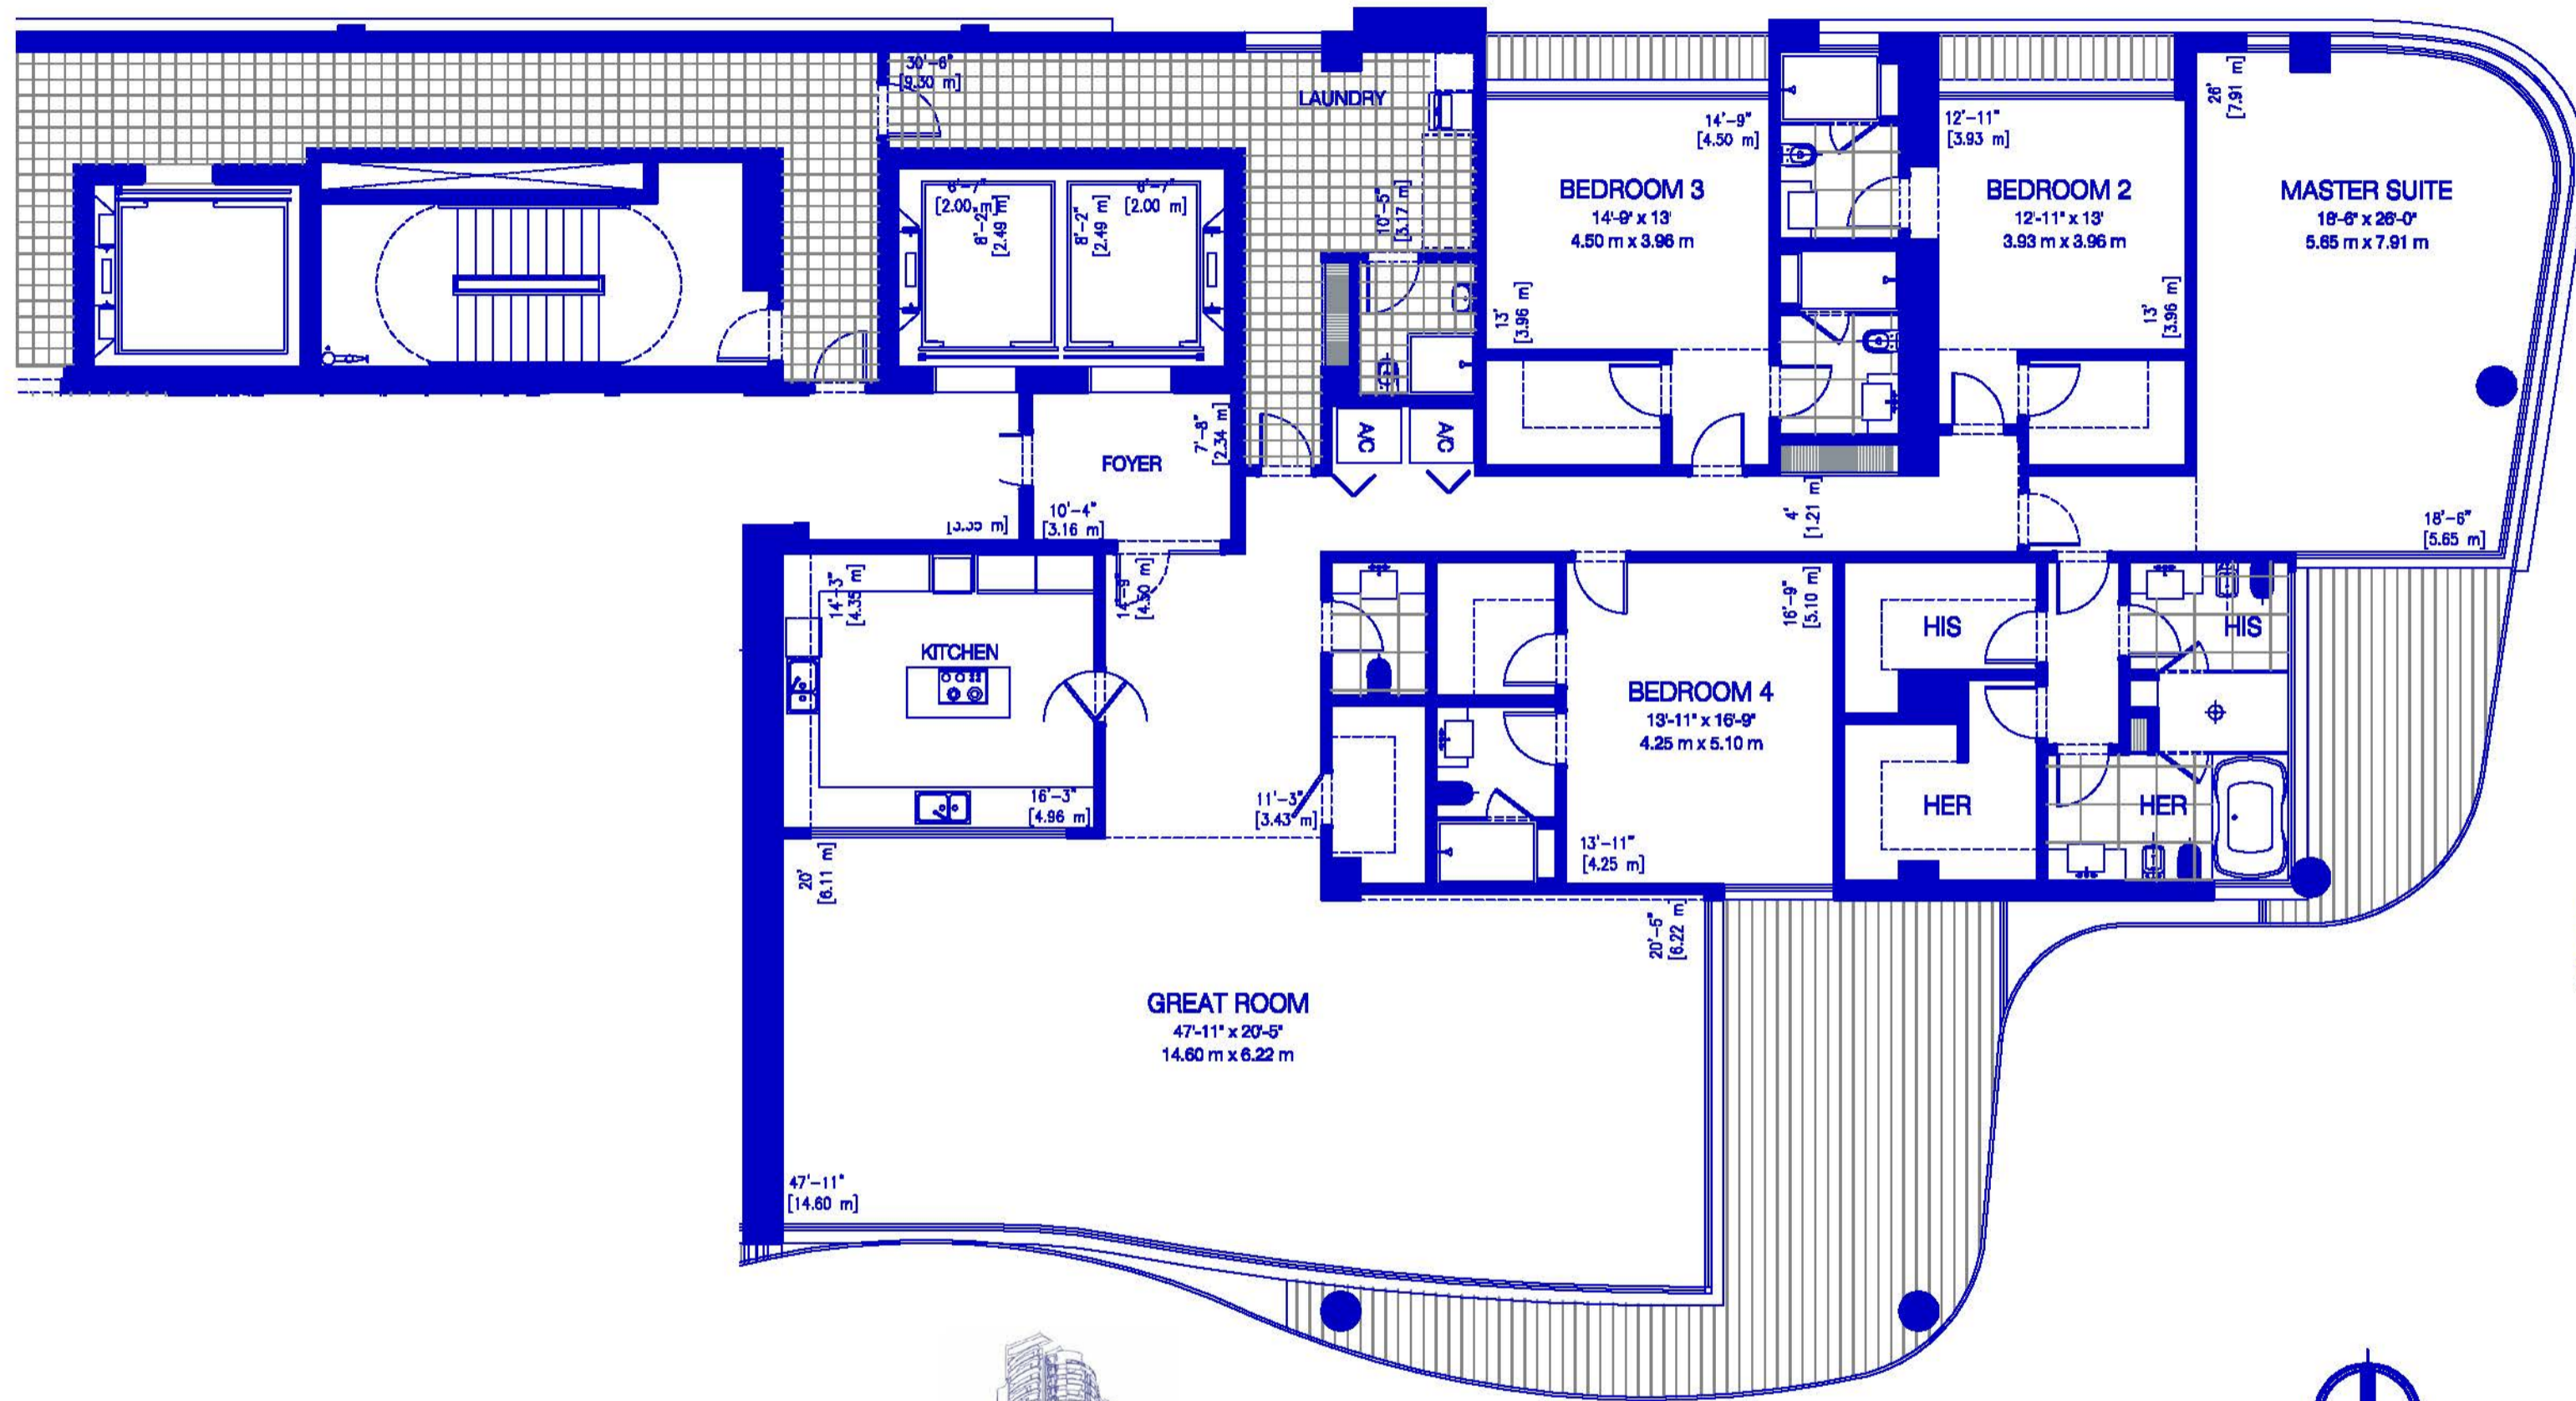 30'-6"
[9.30 m]
LAUNDRY
6'-7"
[2.00 m]
8'-2"
[2.49 m]
8'-2"
[2.49 m]
6'-7"
[2.00 m]
10'-5"
[3.17 m]
14'-9"
[4.50 m]
BEDROOM 3
14'-9" x 13'
4.50 m x 3.96 m
13'
[3.96 m]
12'-11"
[3.93 m]
BEDROOM 2
12'-11" x 13'
3.93 m x 3.96 m
13'
[3.96 m]
26'
[7.91 m]
MASTER SUITE
18'-6" x 26'-0"
5.65 m x 7.91 m
18'-6"
[5.65 m]
A/C
A/C
7'-8"
[2.34 m]
FOYER
10'-4"
[3.16 m]
4'
[1.21 m]
14'-3"
[4.35 m]
14'-9"
[4.50 m]
KITCHEN
16'-3"
[4.96 m]
11'-3"
[3.43 m]
16'-9"
[5.10 m]
BEDROOM 4
13'-11" x 16'-9"
4.25 m x 5.10 m
13'-11"
[4.25 m]
HIS
HIS
HER
HER
20'
[6.11 m]
20'-5"
[6.22 m]
GREAT ROOM
47'-11" x 20'-5"
14.60 m x 6.22 m
47'-11"
[14.60 m]